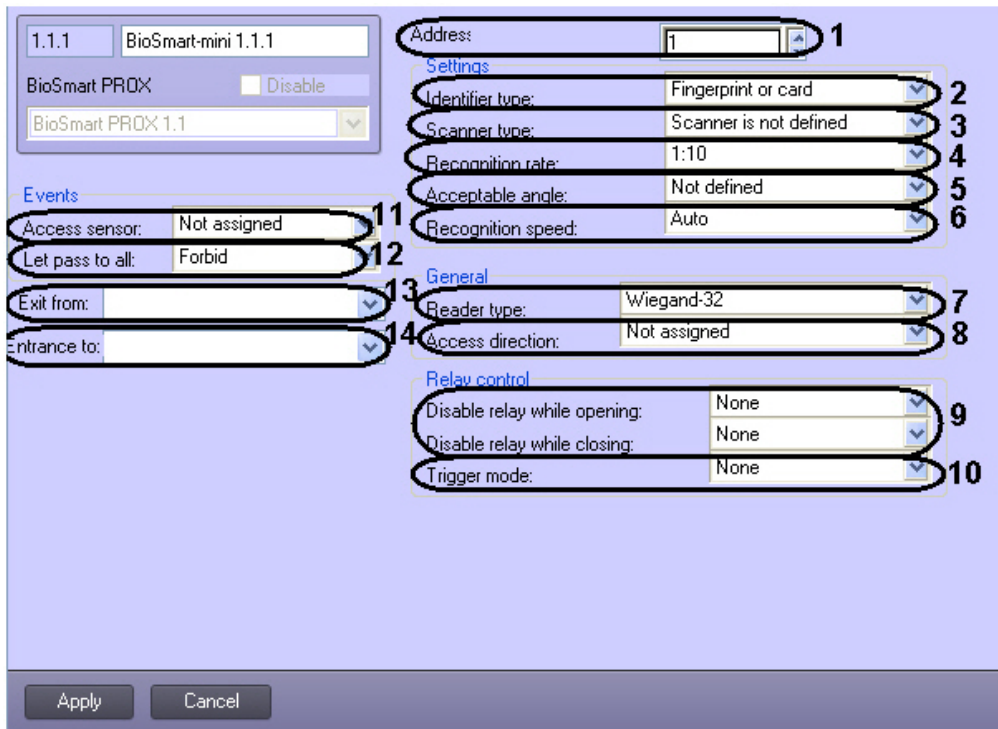 1.1.1 BioSmart-mini 1.1.1
BioSmart PROX Disable
BioSmart PROX 1.1
Events
Access sensor: Not assigned 11
Let pass to all: Forbid 12
Exit from: 13
Entrance to: 14
Address 1 1
Settings
Identifier type: Fingerprint or card 2
Scanner type: Scanner is not defined 3
Recognition rate: 1:10 4
Acceptable angle: Not defined 5
Recognition speed: Auto 6
General
Reader type: Wiegand-32 7
Access direction: Not assigned 8
Relay control
Disable relay while opening: None 9
Disable relay while closing: None
Trigger mode: None 10
Apply Cancel